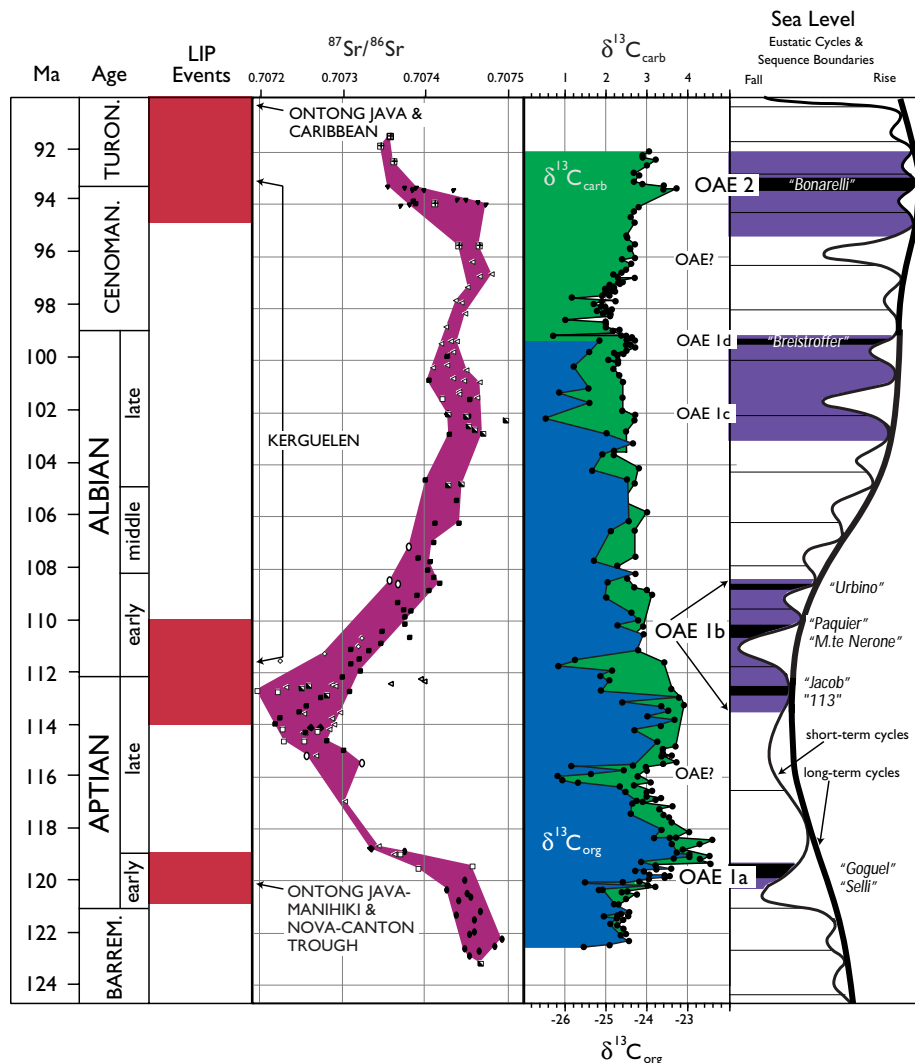 Sea Level
Eustatic Cycles &
Sequence Boundaries
Fall Rise
LIP
Events
87Sr/86Sr
δ13Ccarb
Ma Age
0.7072 0.7073 0.7074 0.7075
1 2 3 4
TURON.
CENOMAN.
ALBIAN
late
middle
early
APTIAN
late
early
BARREM.
92
94
96
98
100
102
104
106
108
110
112
114
116
118
120
122
124
ONTONG JAVA &
CARIBBEAN
KERGUELEN
ONTONG JAVA-
MANIHIKI &
NOVA-CANTON
TROUGH
δ13Ccarb
δ13Corg
OAE 2
"Bonarelli"
OAE?
OAE 1d
"Breistroffer"
OAE 1c
OAE 1b
"Urbino"
"Paquier"
"M.te Nerone"
"Jacob"
"113"
short-term cycles
OAE?
long-term cycles
OAE 1a
"Goguel"
"Selli"
-26 -25 -24 -23
δ13Corg